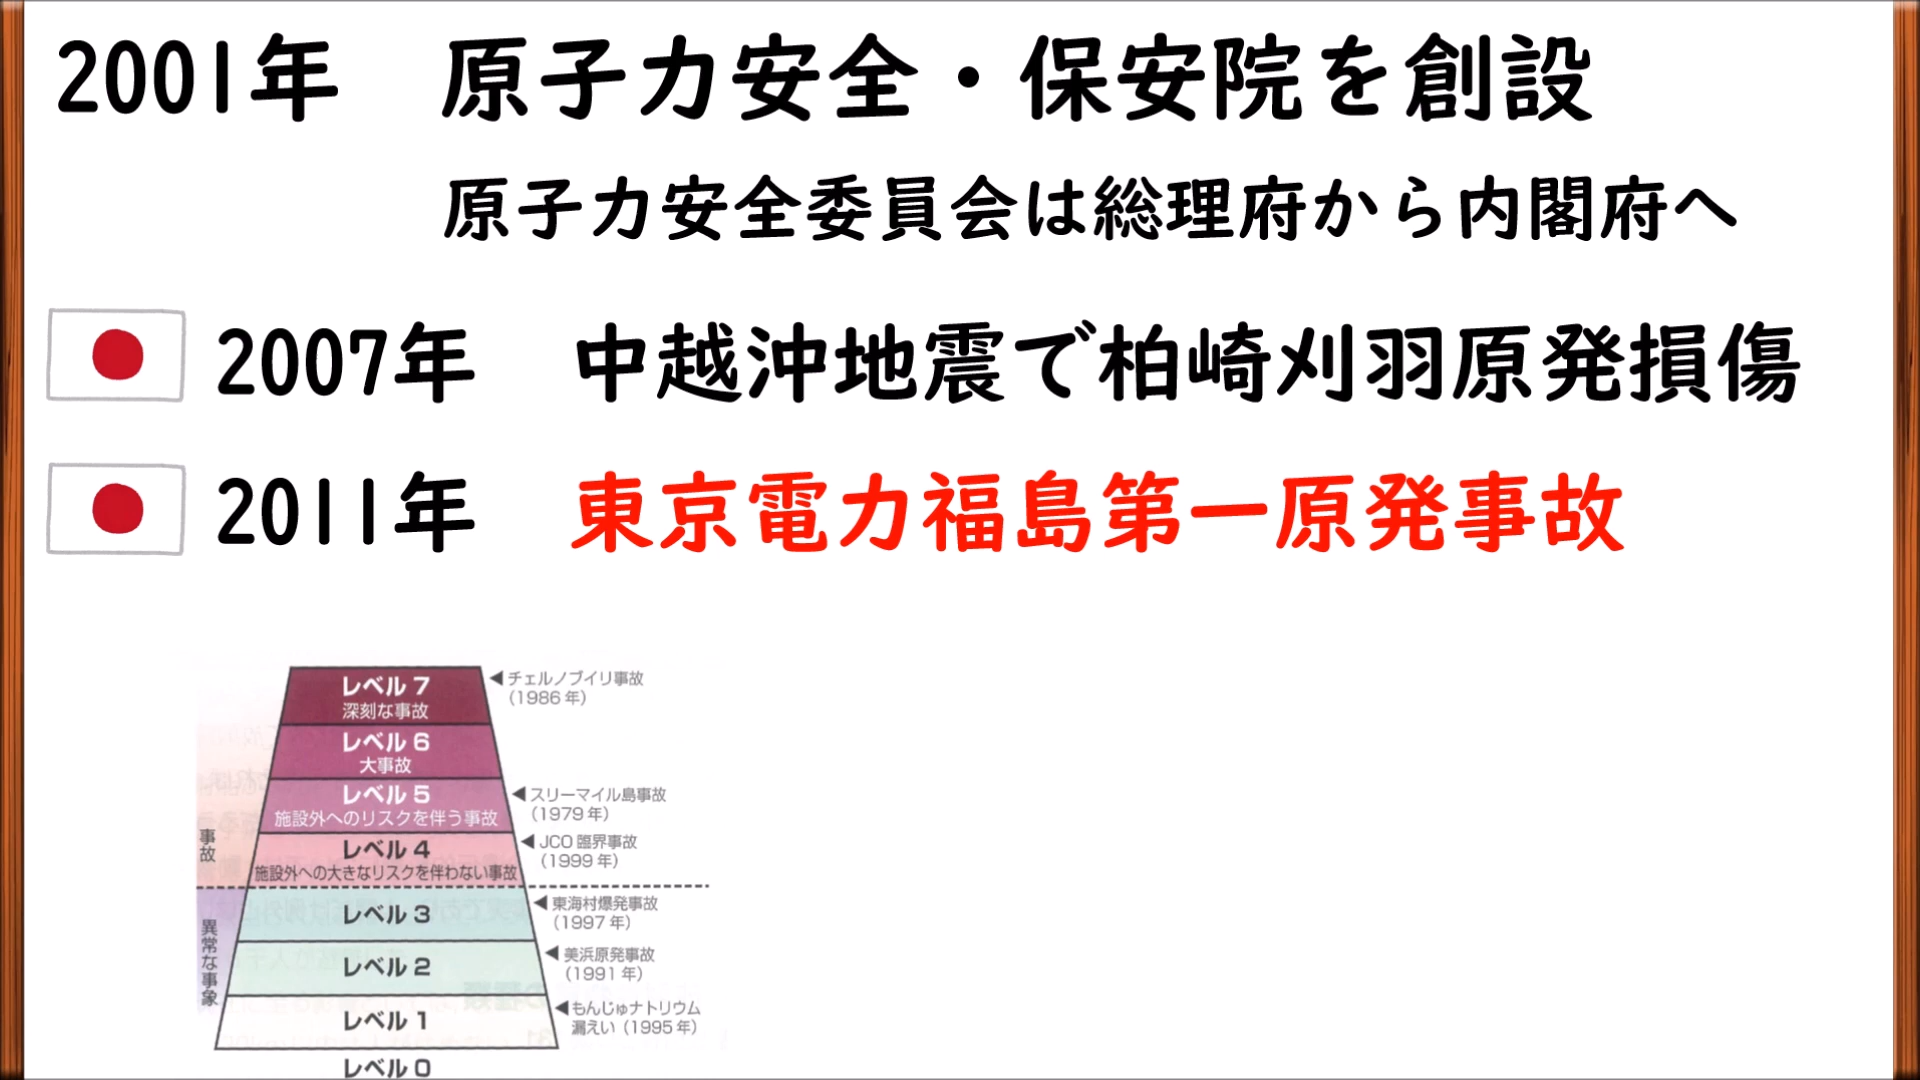 2001年　原子力安全・保安院を創設
原子力安全委員会は総理府から内閣府へ
2007年　中越沖地震で柏崎刈羽原発損傷
2011年　東京電力福島第一原発事故
レベル７
深刻な事故
チェルノブイリ事故
（1986年）
レベル６
大事故
レベル５
施設外へのリスクを伴う事故
スリーマイル島事故
（1979年）
事故
レベル４
施設外への大きなリスクを伴わない事故
JCO臨界事故
（1999年）
異常な事象
レベル３
東海村爆発事故
（1997年）
レベル２
美浜原発事故
（1991年）
レベル１
もんじゅナトリウム
漏えい（1995年）
レベル０